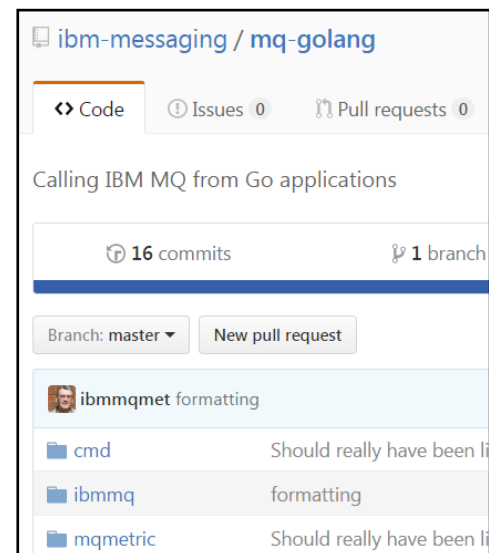 ibm-messaging / mq-golang
<> Code Issues 0 Pull requests 0
Calling IBM MQ from Go applications
16 commits 1 branch
Branch: master New pull request
ibmmqmet formatting
cmd Should really have been li
ibmmq formatting
mqmetric Should really have been li